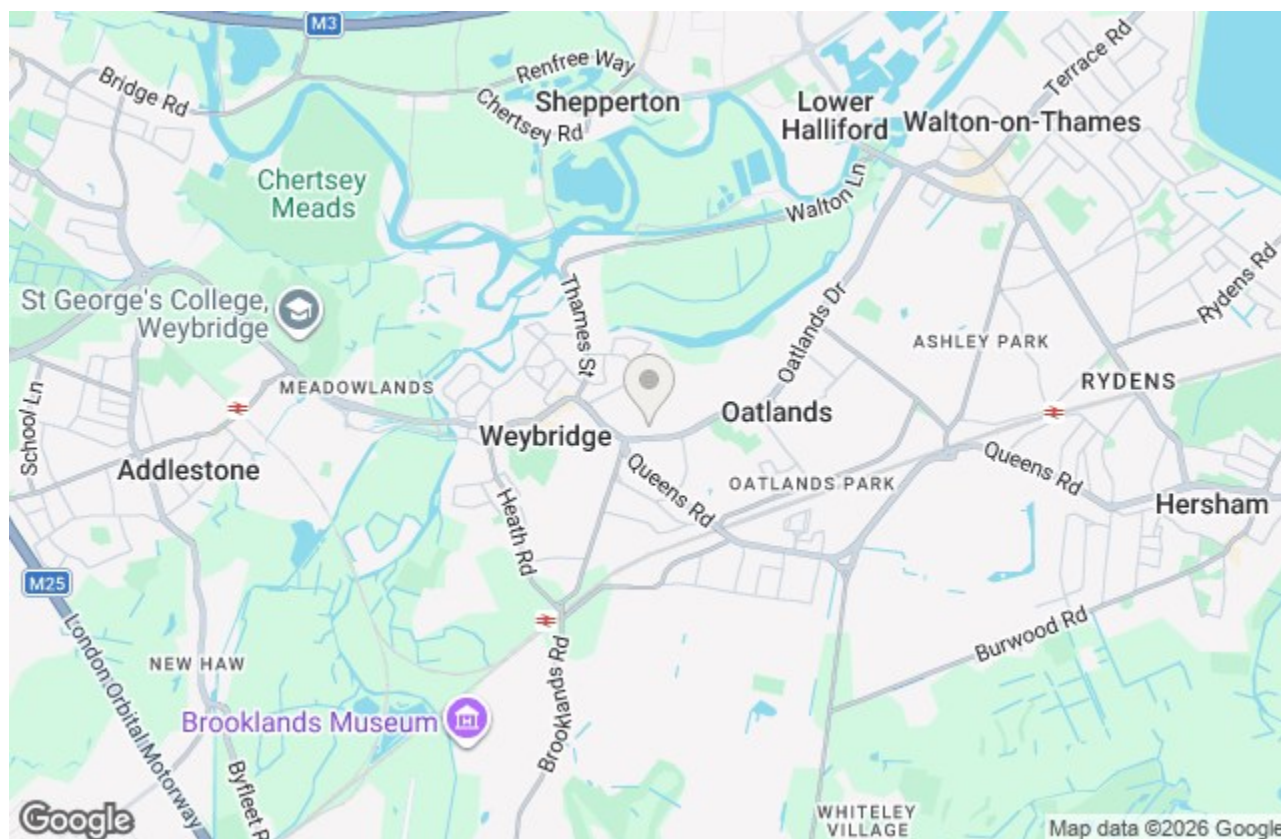 M3
Bridge Rd
Renfree Way
Chertsey Rd
Shepperton
Lower
Halliford
Terrace Rd
Walton-on-Thames
Chertsey
Meads
Walton Ln
St George's College,
Weybridge
Thames St
Oatlands Dr
Rydens Rd
ASHLEY PARK
MEADOWLANDS
RYDENS
School Ln
Weybridge
Oatlands
Addlestone
Queens Rd
OATLANDS PARK
Queens Rd
Hersham
Heath Rd
M25
London Orbital Motorway
Burwood Rd
NEW HAW
Brooklands Museum
Brooklands Rd
Byfleet R
WHITELEY
VILLAGE
Google
Map data ©2026 Google